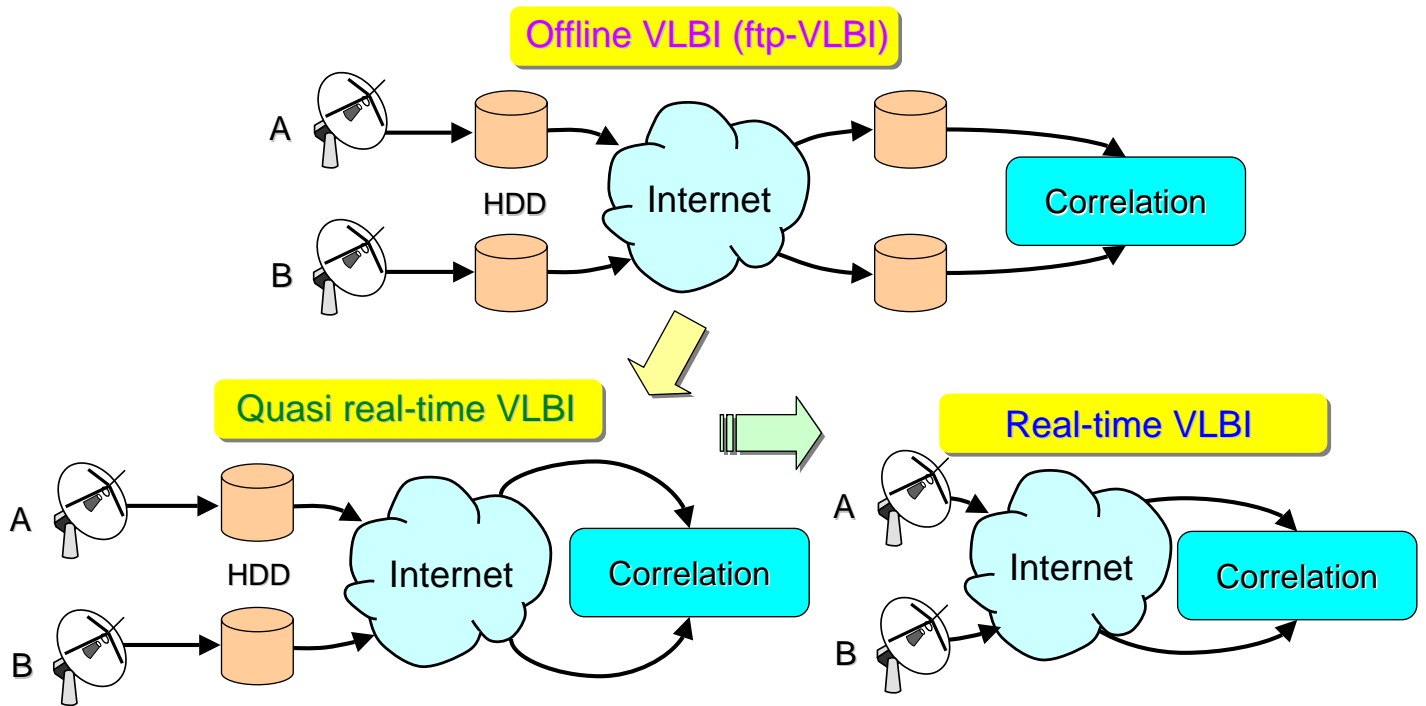 Offline VLBI (ftp-VLBI)
A
HDD
Internet
Correlation
B
Quasi real-time VLBI
A
HDD
Internet
Correlation
B
Real-time VLBI
A
Internet
Correlation
B